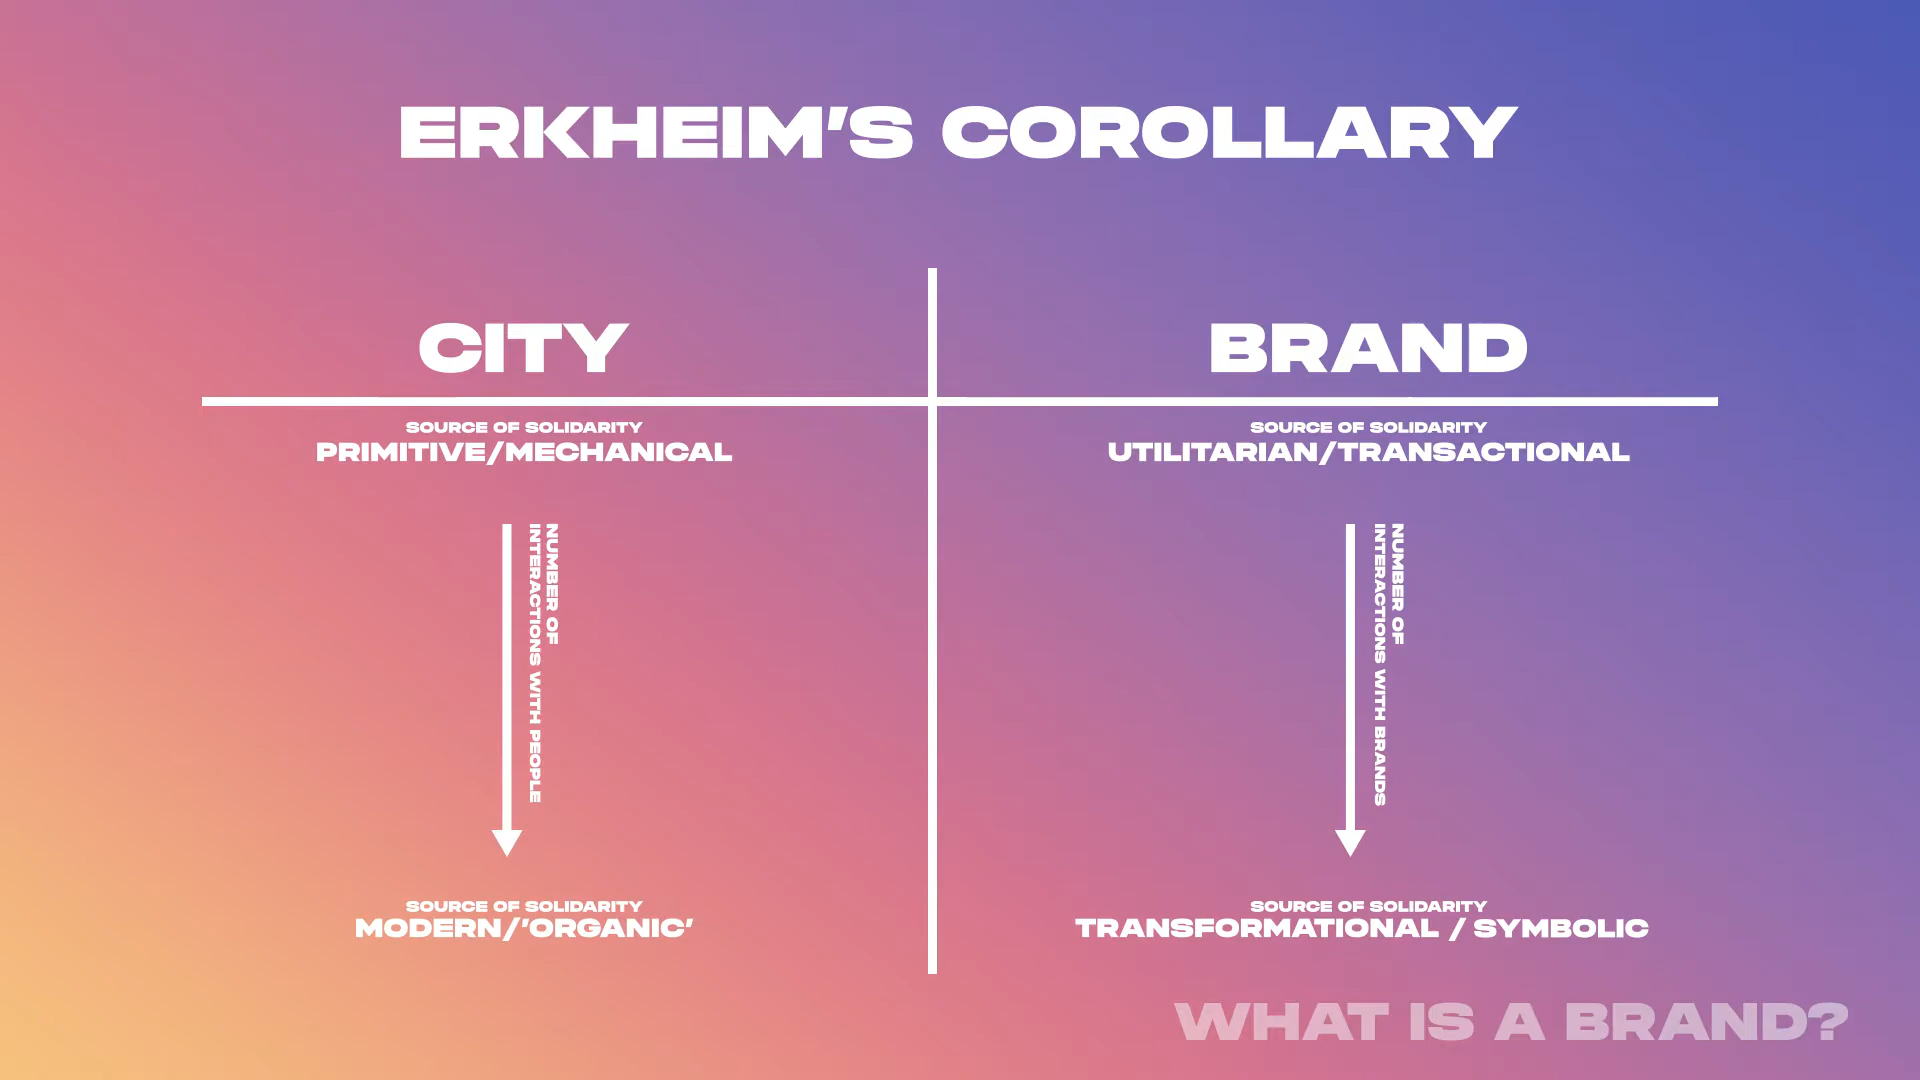 ERKHEIM'S COROLLARY
CITY
SOURCE OF SOLIDARITY
PRIMITIVE/MECHANICAL
NUMBER OF
INTERACTIONS WITH PEOPLE
SOURCE OF SOLIDARITY
MODERN/'ORGANIC'
BRAND
SOURCE OF SOLIDARITY
UTILITARIAN/TRANSACTIONAL
NUMBER OF
INTERACTIONS WITH BRANDS
SOURCE OF SOLIDARITY
TRANSFORMATIONAL / SYMBOLIC
WHAT IS A BRAND?